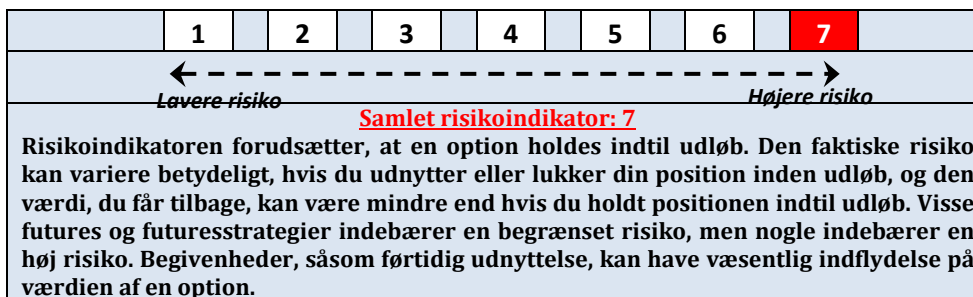 1 2 3 4 5 6 7
Lavere risiko Højere risiko
Samlet risikoindikator: 7
Risikoindikatoren forudsætter, at en option holdes indtil udløb. Den faktiske risiko
kan variere betydeligt, hvis du udnytter eller lukker din position inden udløb, og den
værdi, du får tilbage, kan være mindre end hvis du holdt positionen indtil udløb. Visse
futures og futuresstrategier indebærer en begrænset risiko, men nogle indebærer en
høj risiko. Begivenheder, såsom førtidig udnyttelse, kan have væsentlig indflydelse på
værdien af en option.